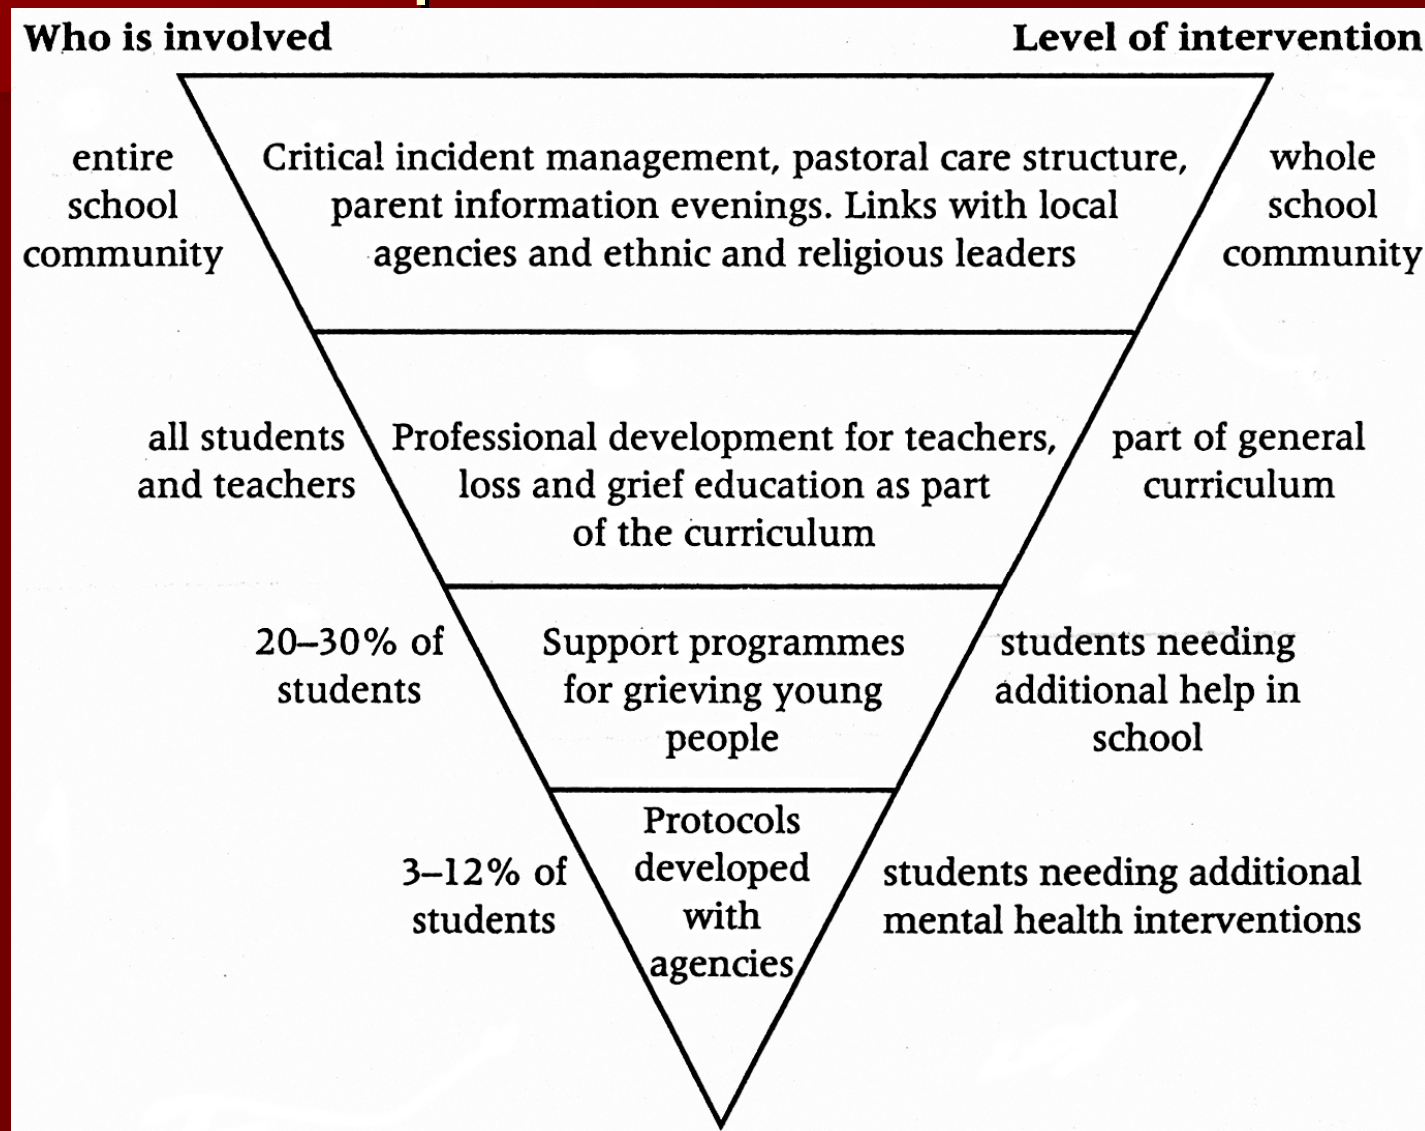 Who is involved
Level of intervention
entire
school
community
Critical incident management, pastoral care structure,
parent information evenings. Links with local
agencies and ethnic and religious leaders
whole
school
community
all students
and teachers
Professional development for teachers,
loss and grief education as part
of the curriculum
part of general
curriculum
20–30% of
students
Support programmes
for grieving young
people
students needing
additional help in
school
3–12% of
students
Protocols
developed
with
agencies
students needing additional
mental health interventions